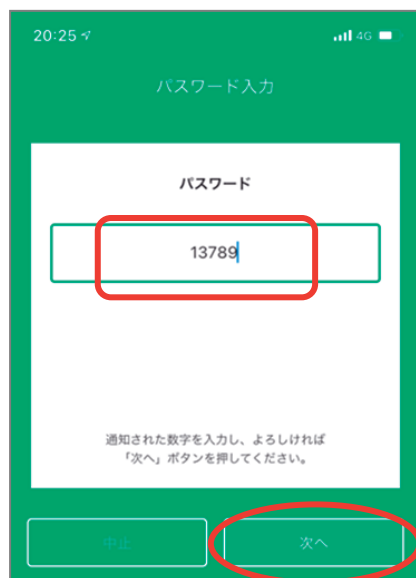 20:25
4G
パスワード入力
パスワード
13789
通知された数字を入力し、よろしければ
「次へ」ボタンを押してください。
中止
次へ